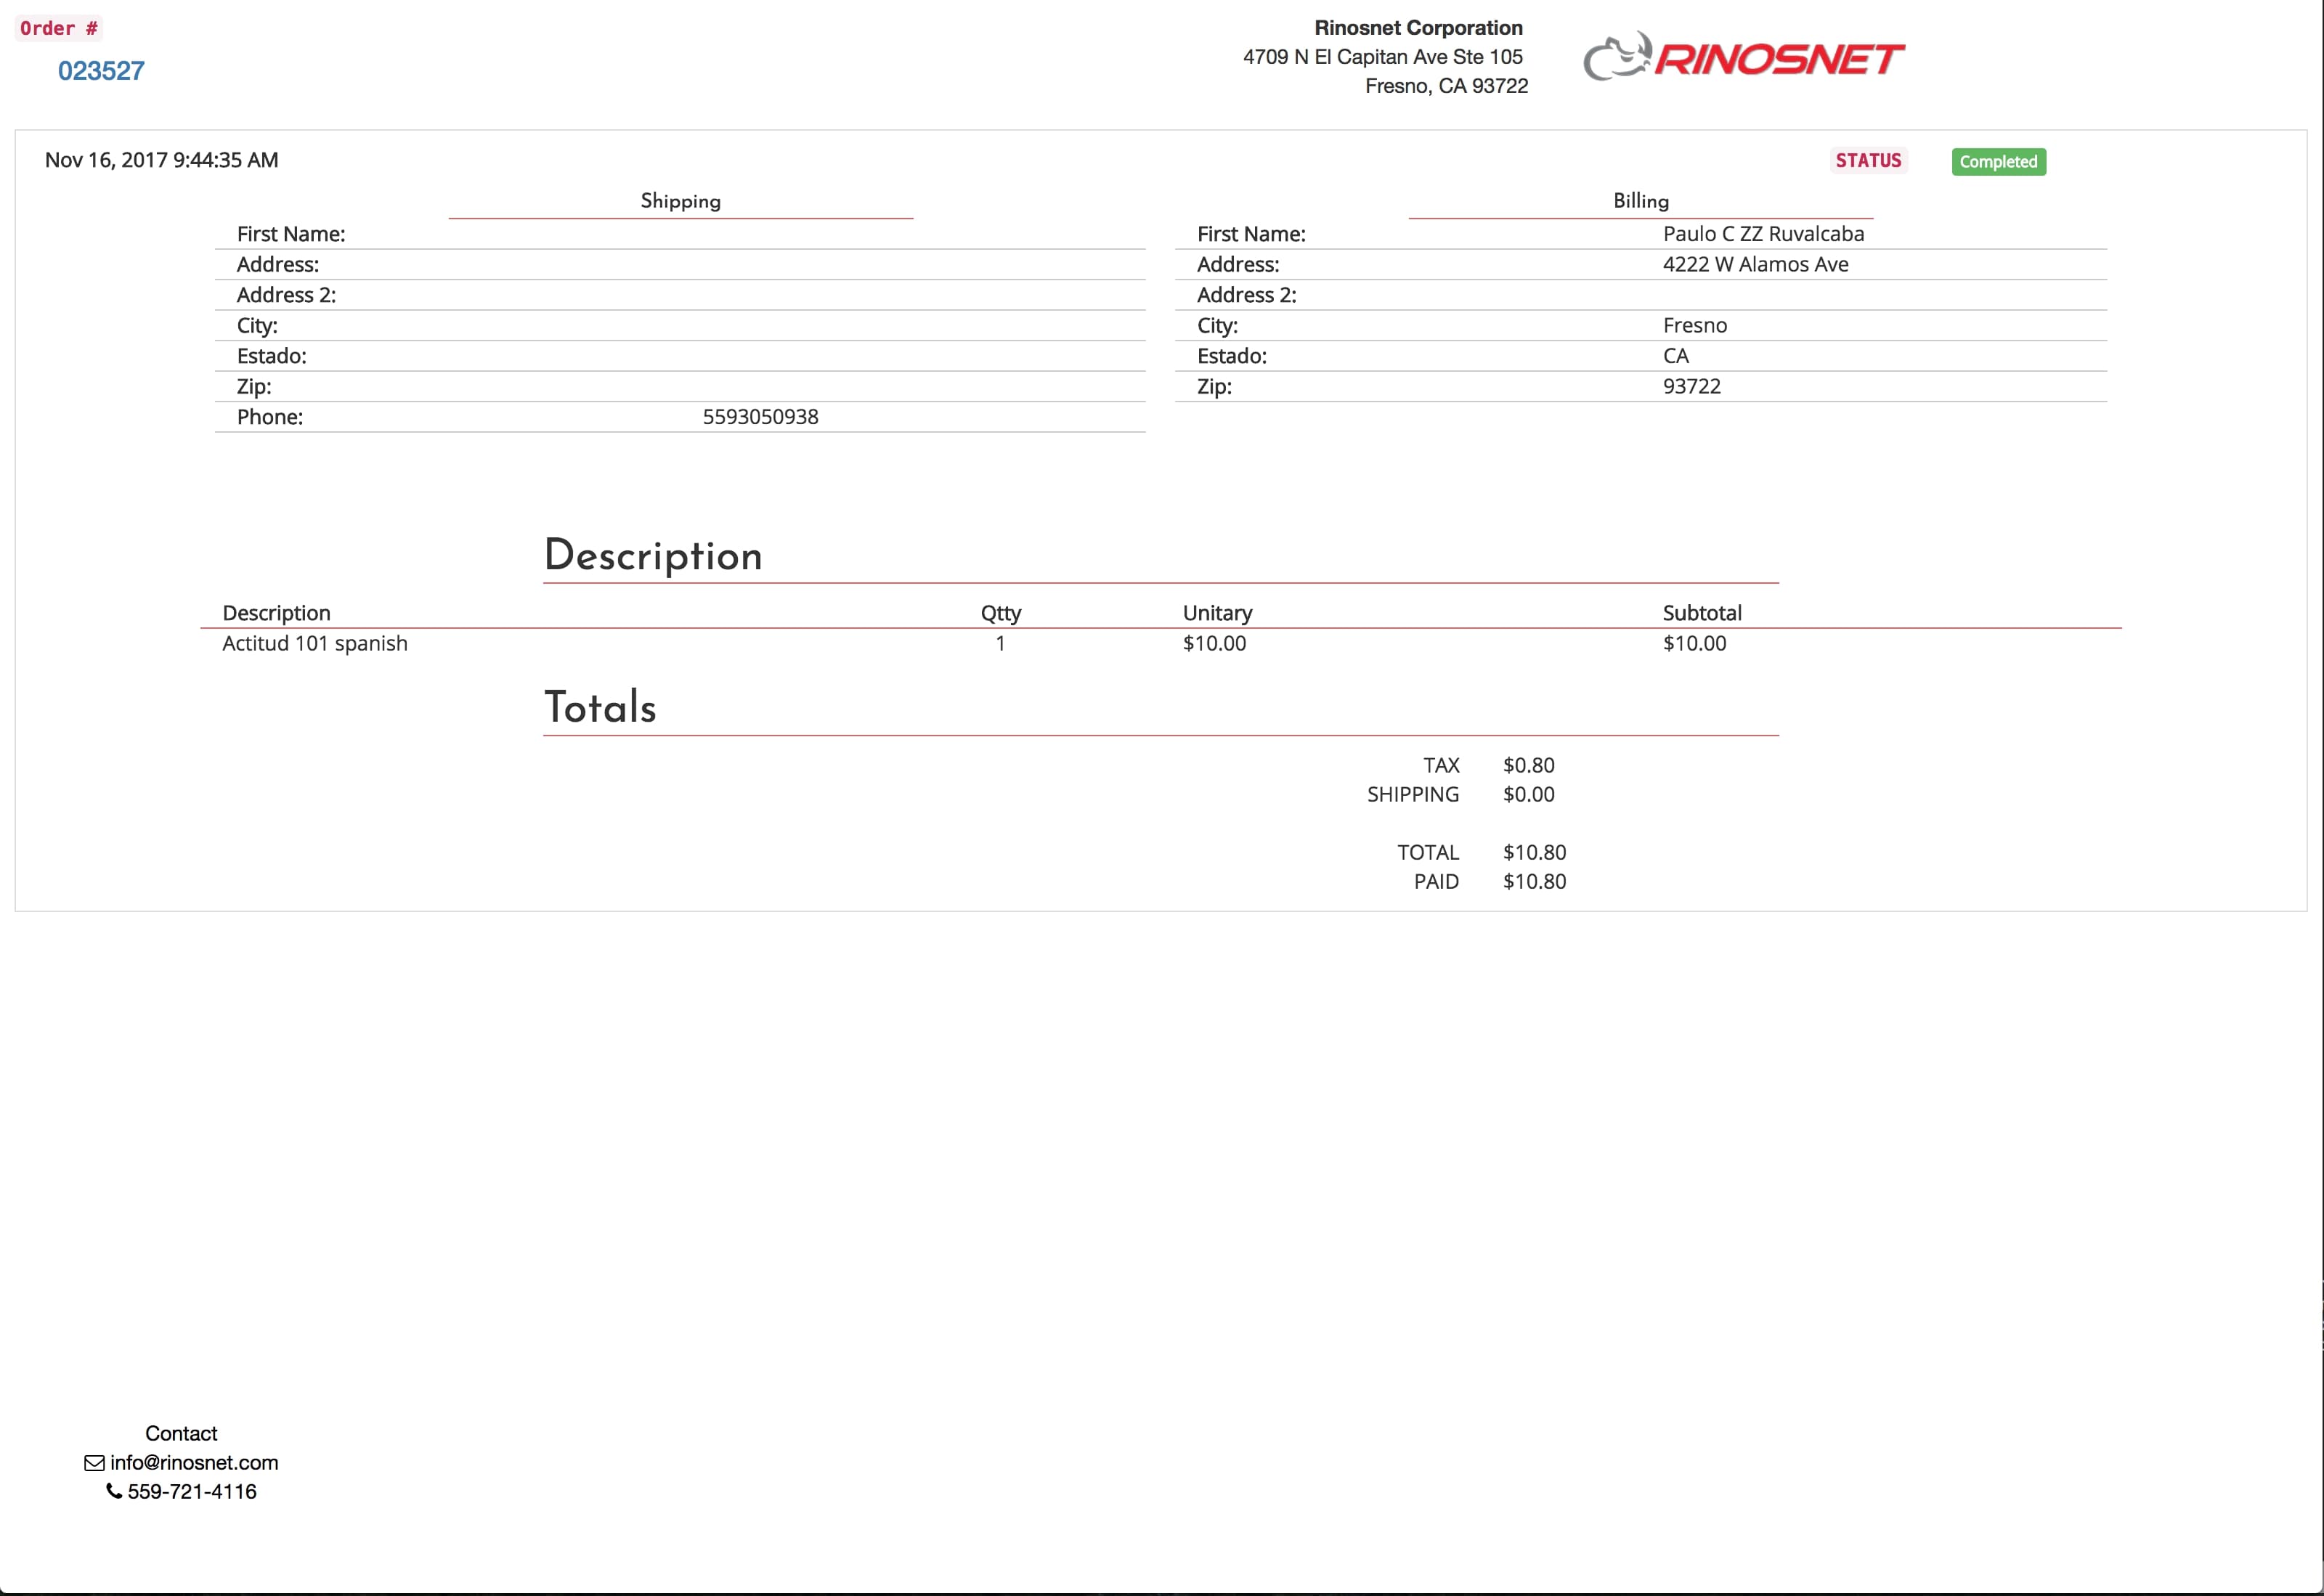 Order #
023527
Rinosnet Corporation
4709 N El Capitan Ave Ste 105
Fresno, CA 93722
RINOSNET
Nov 16, 2017 9:44:35 AM
STATUS Completed
Shipping
First Name:
Address:
Address 2:
City:
Estado:
Zip:
Phone: 5593050938
Billing
First Name: Paulo C ZZ Ruvalcaba
Address: 4222 W Alamos Ave
Address 2:
City: Fresno
Estado: CA
Zip: 93722
Description
Description Qtty Unitary Subtotal
Actitud 101 spanish 1 $10.00 $10.00
Totals
TAX $0.80
SHIPPING $0.00
TOTAL $10.80
PAID $10.80
Contact
info@rinosnet.com
559-721-4116